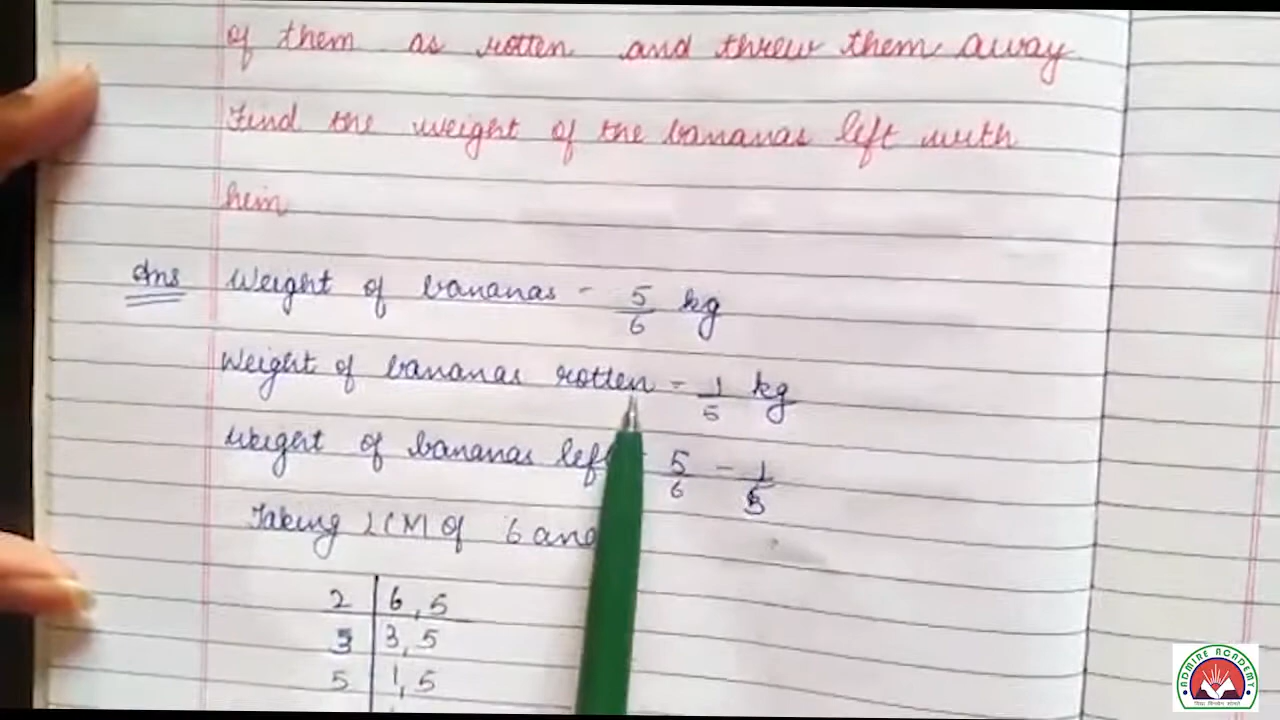 of them as rotten and threw them away
Find the weight of the bananas left with
him
Ans Weight of bananas - 5/6 kg
Weight of bananas rotten = 1/5 kg
Weight of bananas left 5/6 - 1/5
Taking LCM of 6 and
2 | 6, 5
3 | 3, 5
5 | 1, 5
ADMIRE ACADEMY